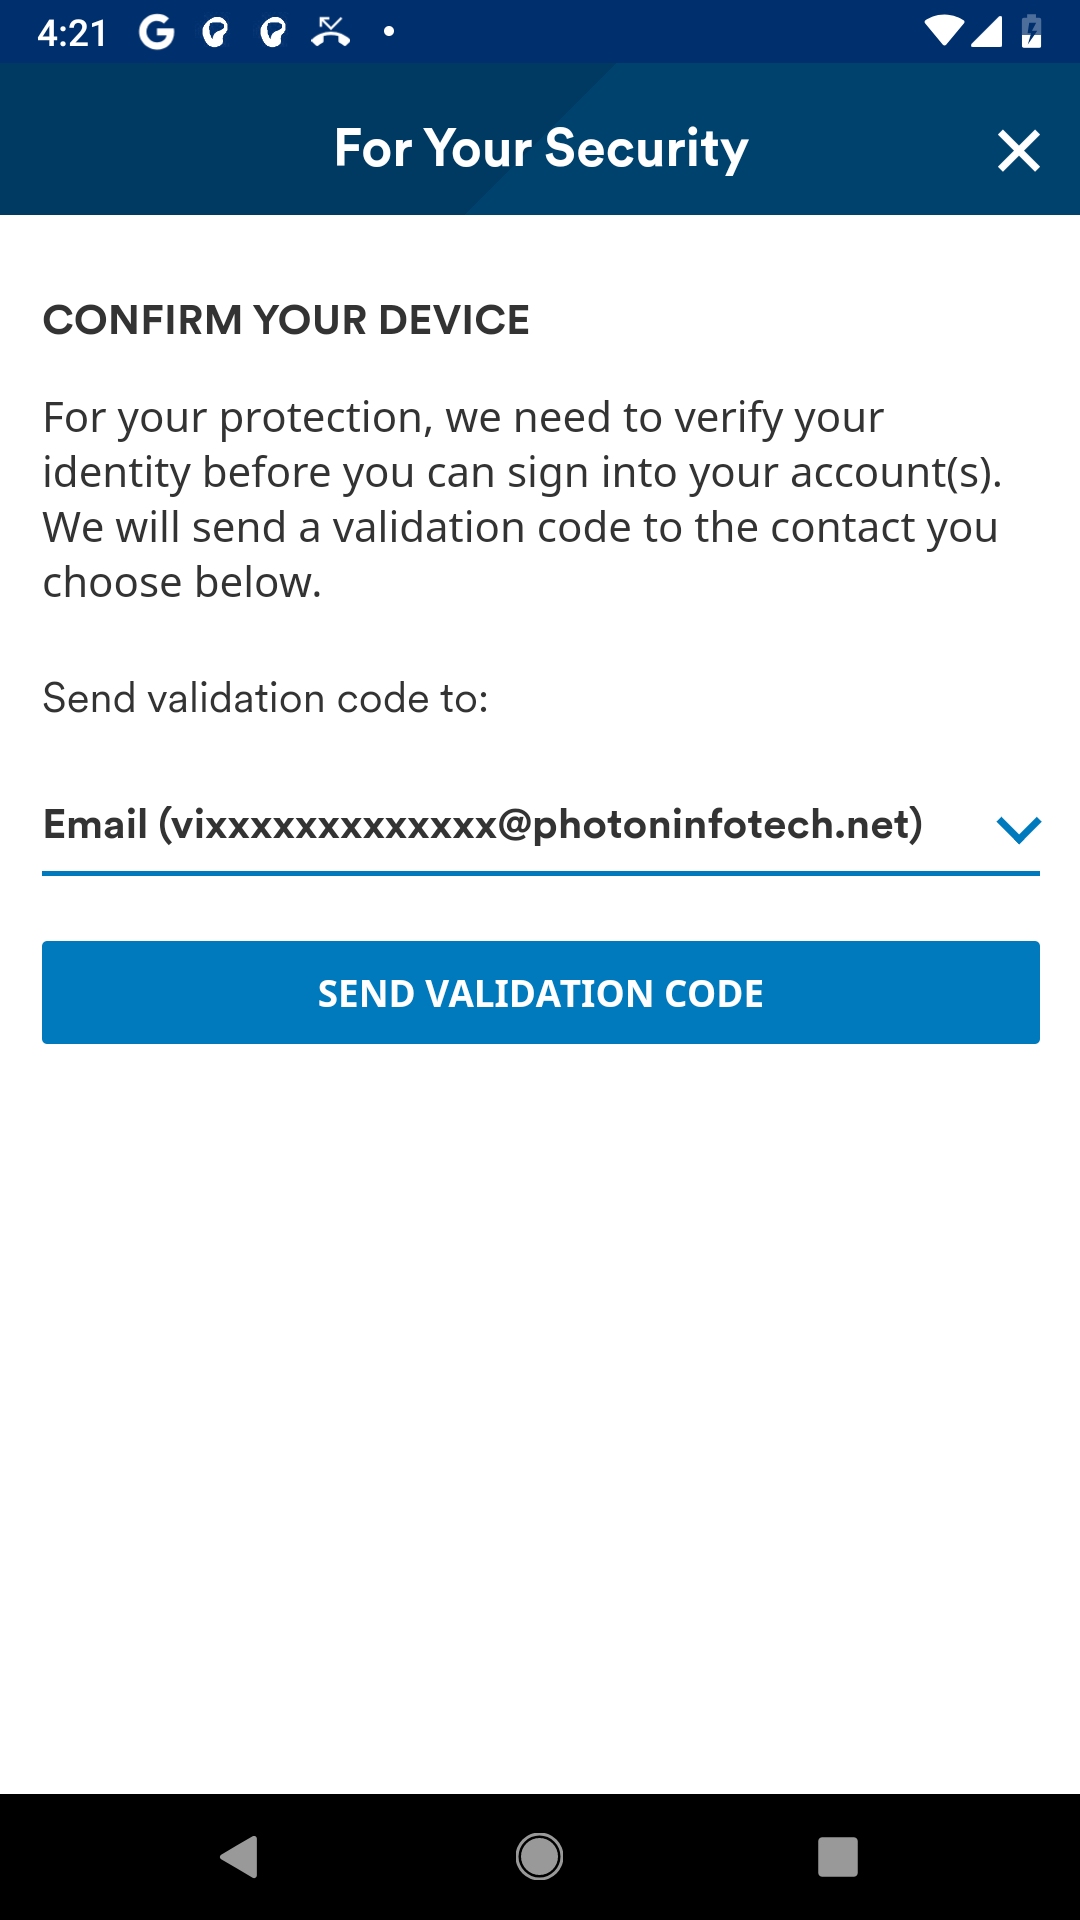 4:21
For Your Security
CONFIRM YOUR DEVICE
For your protection, we need to verify your
identity before you can sign into your account(s).
We will send a validation code to the contact you
choose below.
Send validation code to:
Email (vixxxxxxxxxxxxx@photoninfotech.net)
SEND VALIDATION CODE